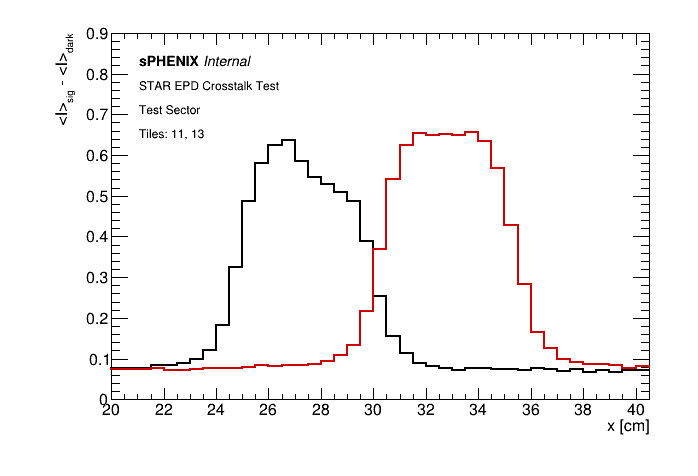 <I>sig - <I>dark
0.9
0.8
0.7
0.6
0.5
0.4
0.3
0.2
0.1
0
sPHENIX Internal
STAR EPD Crosstalk Test
Test Sector
Tiles: 11, 13
20 22 24 26 28 30 32 34 36 38 40
x [cm]